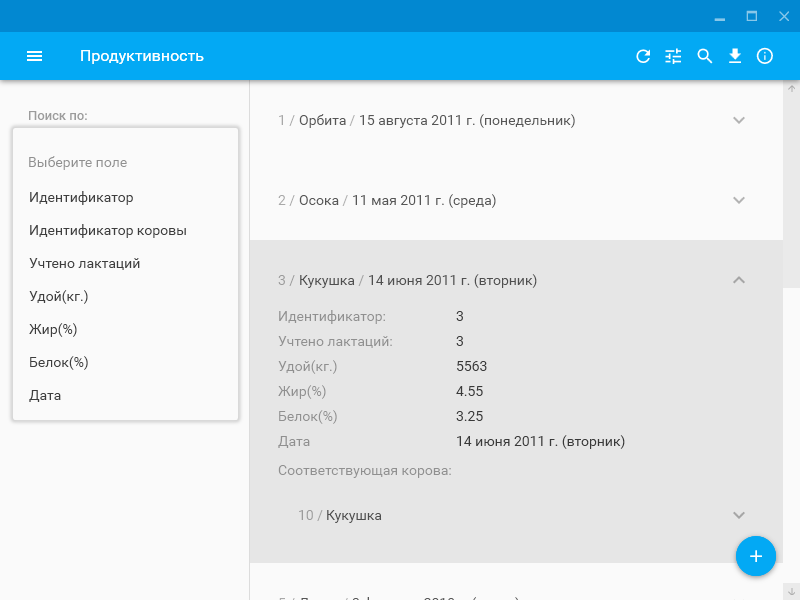 Продуктивность
Поиск по:
Выберите поле
Идентификатор
Идентификатор коровы
Учтено лактаций
Удой(кг.)
Жир(%)
Белок(%)
Дата
1 / Орбита / 15 августа 2011 г. (понедельник)
2 / Осока / 11 мая 2011 г. (среда)
3 / Кукушка / 14 июня 2011 г. (вторник)
Идентификатор: 3
Учтено лактаций: 3
Удой(кг.) 5563
Жир(%) 4.55
Белок(%) 3.25
Дата 14 июня 2011 г. (вторник)
Соответствующая корова:
10 / Кукушка